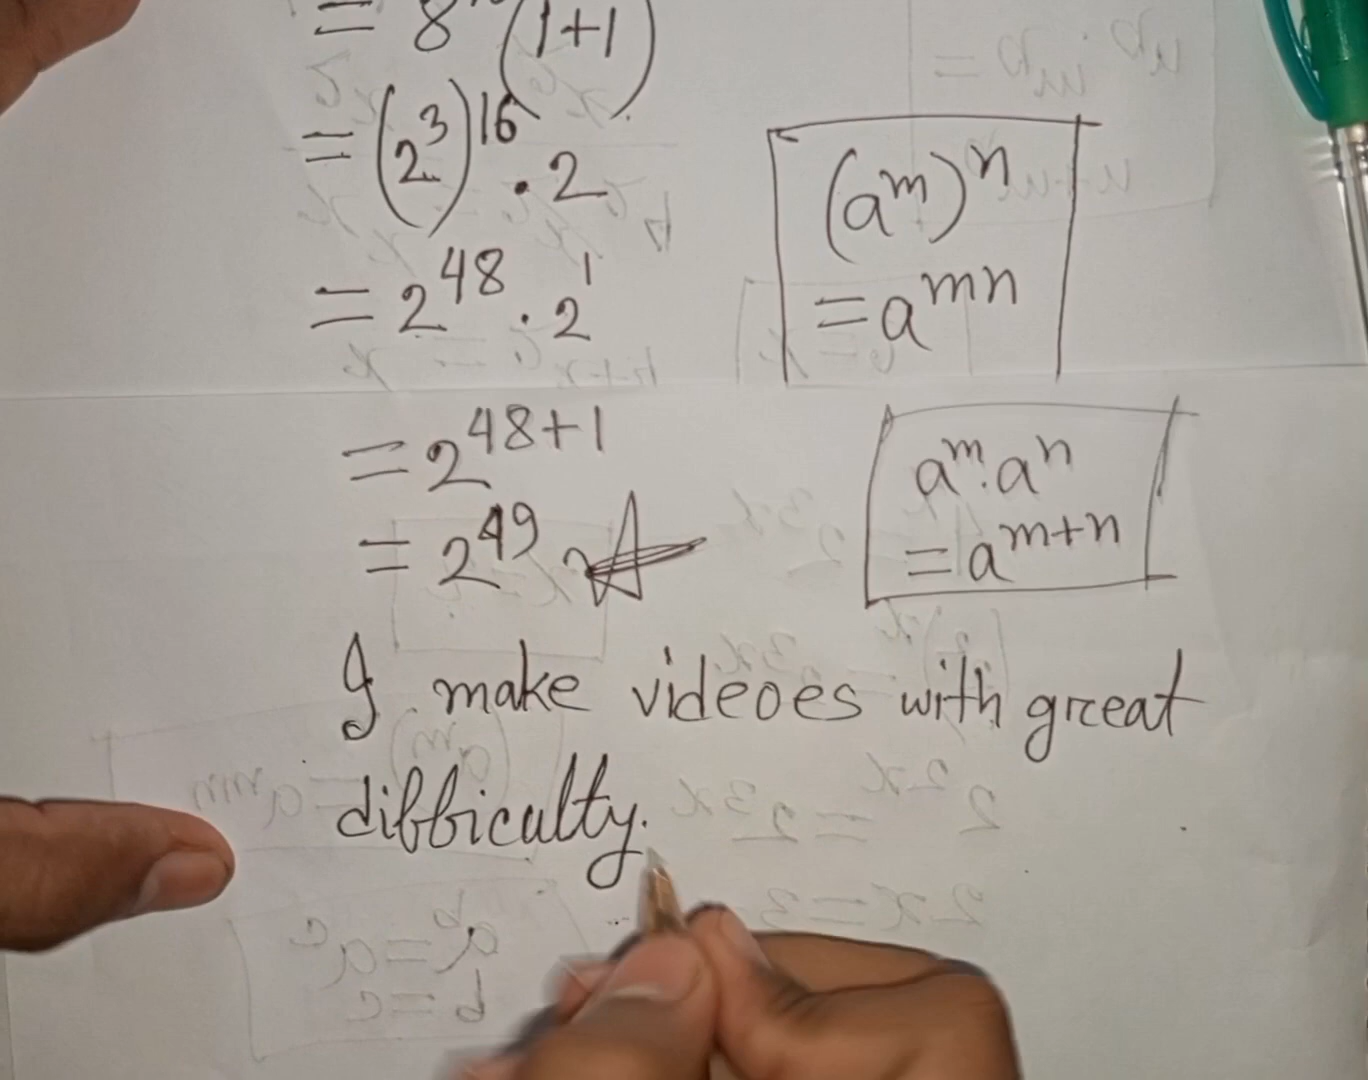 = 8 (1+1)
= (2³)¹⁶ · 2
= 2⁴⁸ · 2¹
(aᵐ)ⁿ
= aᵐⁿ
= 2⁴⁸⁺¹
= 2⁴⁹
aᵐ · aⁿ
= aᵐ⁺ⁿ
I make videoes with great
difficulty.